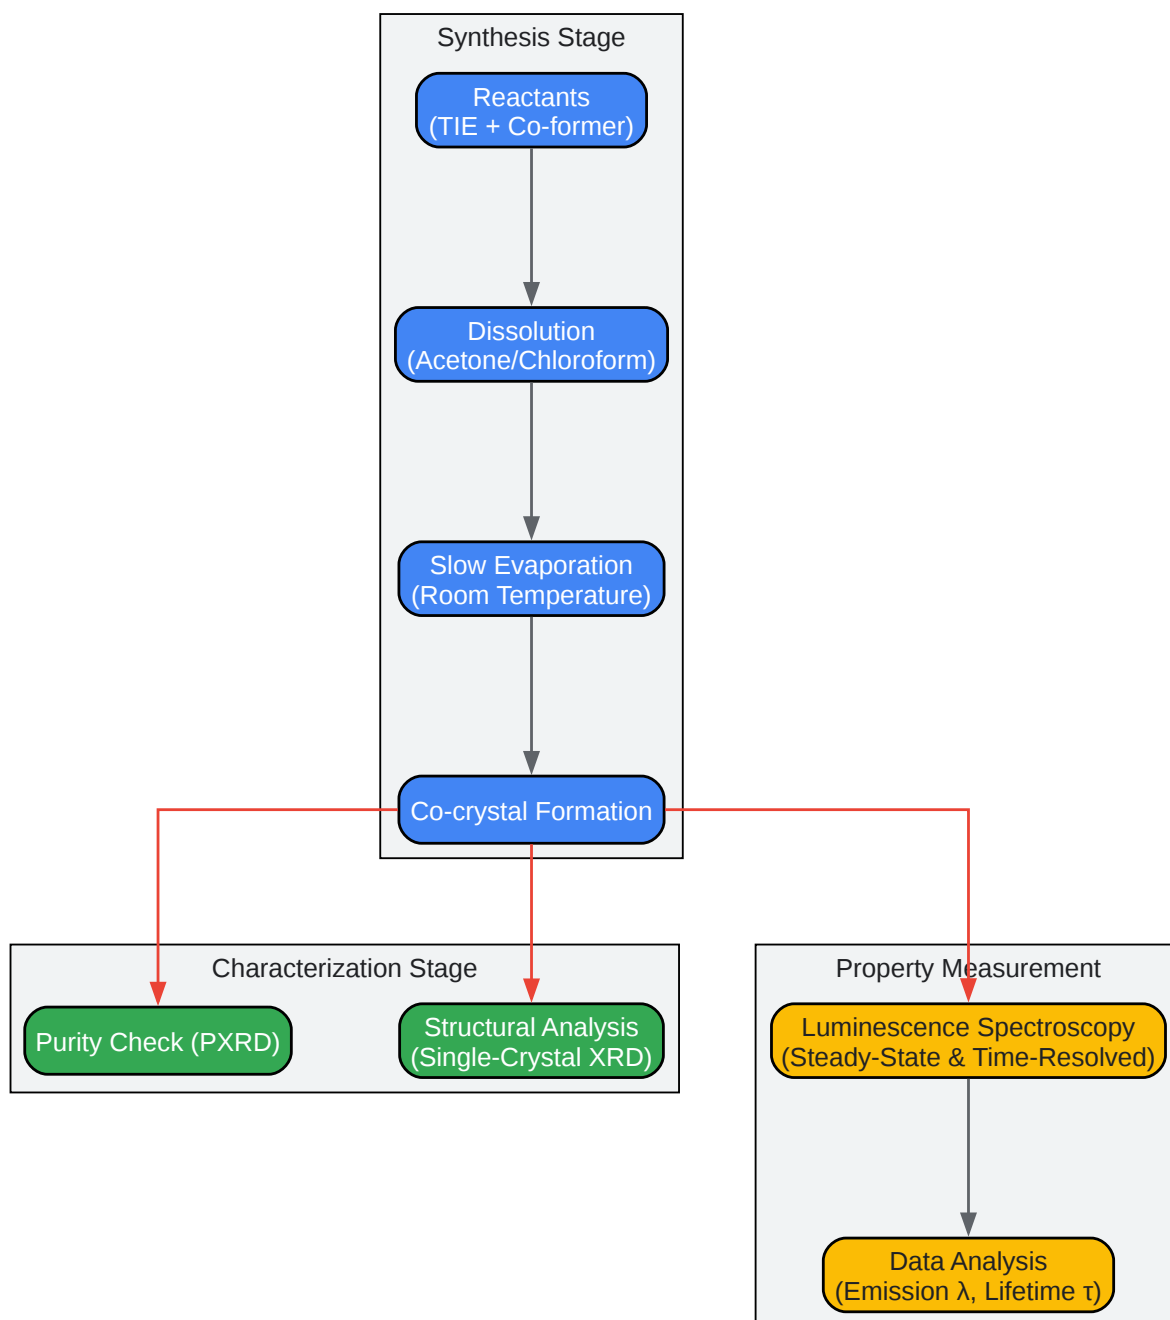 Synthesis Stage
Reactants
(TIE + Co-former)
Dissolution
(Acetone/Chloroform)
Slow Evaporation
(Room Temperature)
Co-crystal Formation
Characterization Stage
Purity Check (PXRD)
Structural Analysis
(Single-Crystal XRD)
Property Measurement
Luminescence Spectroscopy
(Steady-State & Time-Resolved)
Data Analysis
(Emission λ, Lifetime τ)